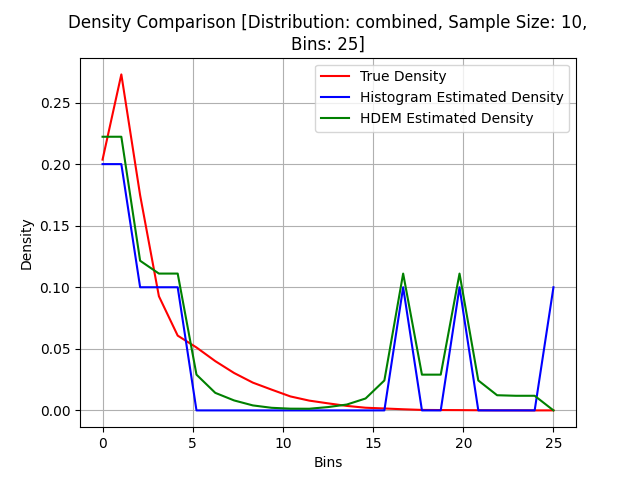 Density Comparison [Distribution: combined, Sample Size: 10,
Bins: 25]
True Density
Histogram Estimated Density
HDEM Estimated Density
Density
0.25
0.20
0.15
0.10
0.05
0.00
0 5 10 15 20 25
Bins